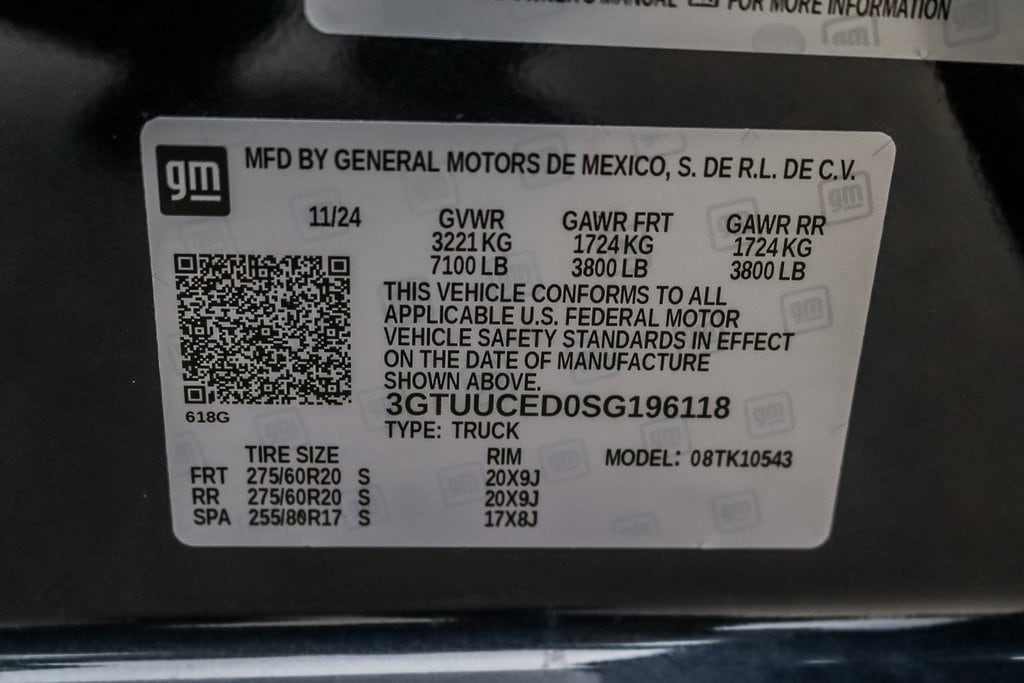 OWNER'S MANUAL FOR MORE INFORMATION
gm
MFD BY GENERAL MOTORS DE MEXICO, S. DE R.L. DE C.V.
11/24 GVWR GAWR FRT GAWR RR
3221 KG 1724 KG 1724 KG
7100 LB 3800 LB 3800 LB
THIS VEHICLE CONFORMS TO ALL
APPLICABLE U.S. FEDERAL MOTOR
VEHICLE SAFETY STANDARDS IN EFFECT
ON THE DATE OF MANUFACTURE
SHOWN ABOVE.
618G
3GTUUCED0SG196118
TYPE: TRUCK
TIRE SIZE RIM MODEL: 08TK10543
FRT 275/60R20 S 20X9J
RR 275/60R20 S 20X9J
SPA 255/80R17 S 17X8J